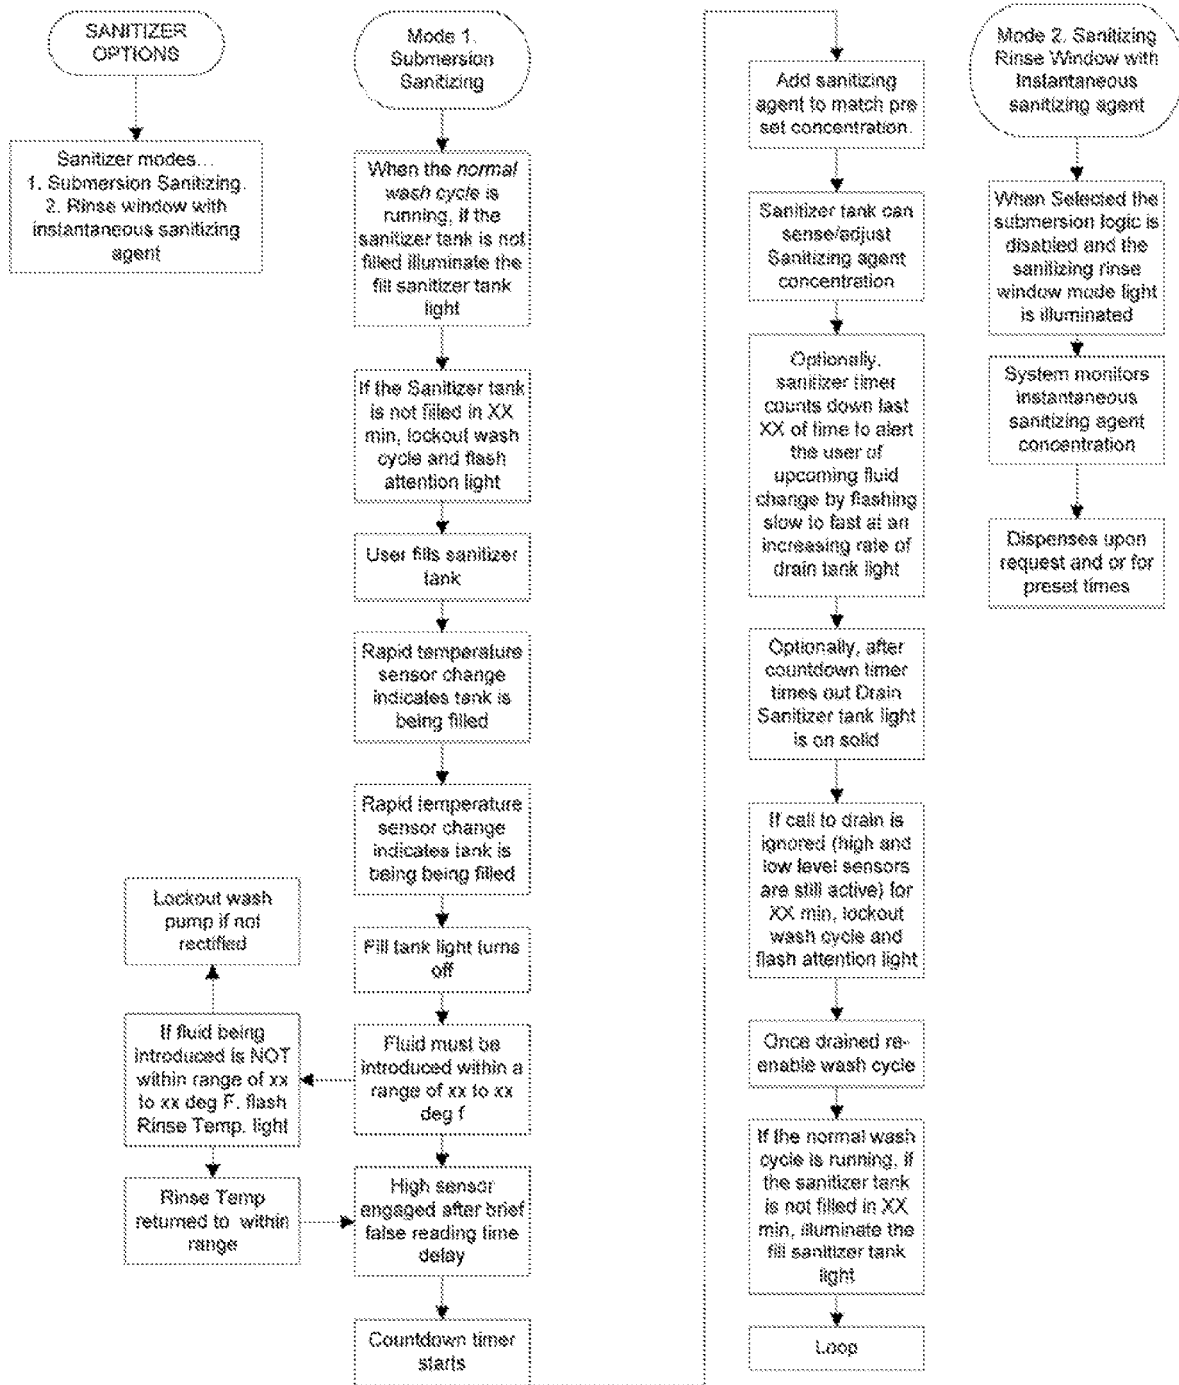 SANITIZER
OPTIONS
Sanitizer modes...
1. Submersion Sanitizing.
2. Rinse window with
instantaneous sanitizing
agent
Mode 1.
Submersion
Sanitizing
When the normal
wash cycle is
running, if the
sanitizer tank is not
filled illuminate the
fill sanitizer tank
light
If the Sanitizer tank
is not filled in XX
min, lockout wash
cycle and flash
attention light
User fills sanitizer
tank
Rapid temperature
sensor change
indicates tank is
being filled
Rapid temperature
sensor change
indicates tank is
being being filled
Fill tank light turns
off
Fluid must be
introduced within a
range of xx to xx
deg f
If fluid being
introduced is NOT
within range of xx
to xx deg F. flash
Rinse Temp. light
Lockout wash
pump if not
rectified
Rinse Temp
returned to within
range
High sensor
engaged after brief
false reading time
delay
Countdown timer
starts
Add sanitizing
agent to match pre
set concentration.
Sanitizer tank can
sense/adjust
Sanitizing agent
concentration
Optionally,
sanitizer timer
counts down last
XX of time to alert
the user of
upcoming fluid
change by flashing
slow to fast at an
increasing rate of
drain tank light
Optionally, after
countdown timer
times out Drain
Sanitizer tank light
is on solid
If call to drain is
ignored (high and
low level sensors
are still active) for
XX min, lockout
wash cycle and
flash attention light
Once drained re-
enable wash cycle
If the normal wash
cycle is running, if
the sanitizer tank
is not filled in XX
min, illuminate the
fill sanitizer tank
light
Loop
Mode 2. Sanitizing
Rinse Window with
Instantaneous
sanitizing agent
When Selected the
submersion logic is
disabled and the
sanitizing rinse
window mode light
is illuminated
System monitors
instantaneous
sanitizing agent
concentration
Dispenses upon
request and or for
preset times